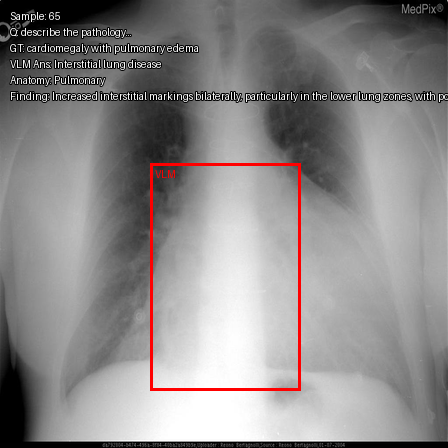 MedPix®
Sample: 65
Q: describe the pathology...
GT: cardiomegaly with pulmonary edema
VLM Ans: Interstitial lung disease
Anatomy: Pulmonary
Finding: Increased interstitial markings bilaterally, particularly in the lower lung zones, with po
VLM